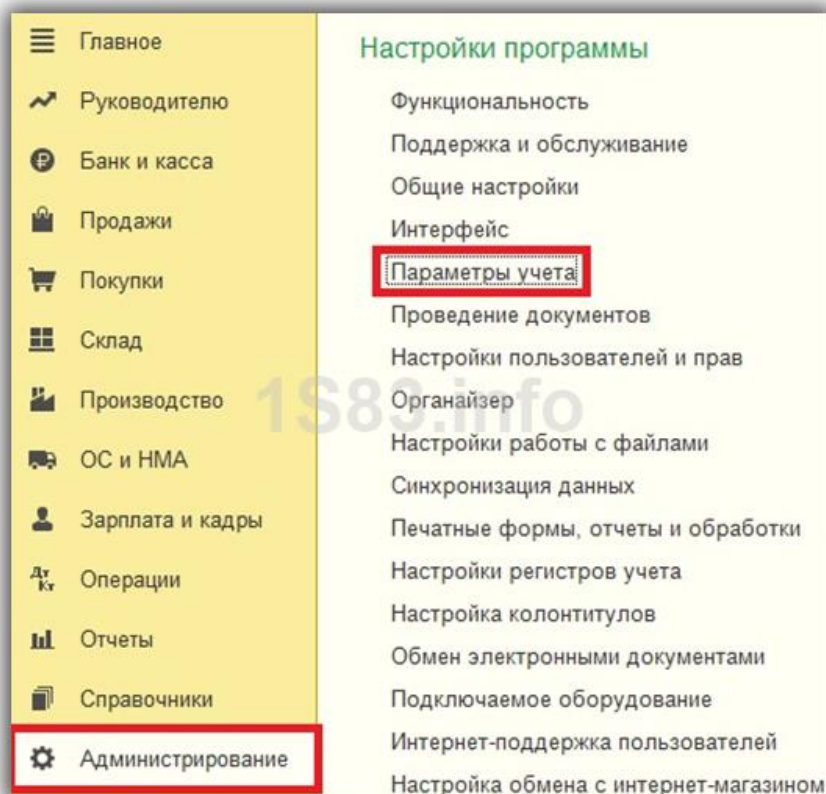 Главное
Руководителю
Банк и касса
Продажи
Покупки
Склад
Производство
ОС и НМА
Зарплата и кадры
Дт Кт Операции
Отчеты
Справочники
Администрирование
Настройки программы
Функциональность
Поддержка и обслуживание
Общие настройки
Интерфейс
Параметры учета
Проведение документов
Настройки пользователей и прав
Органайзер
Настройки работы с файлами
Синхронизация данных
Печатные формы, отчеты и обработки
Настройки регистров учета
Настройка колонтитулов
Обмен электронными документами
Подключаемое оборудование
Интернет-поддержка пользователей
Настройка обмена с интернет-магазином
1S83.info